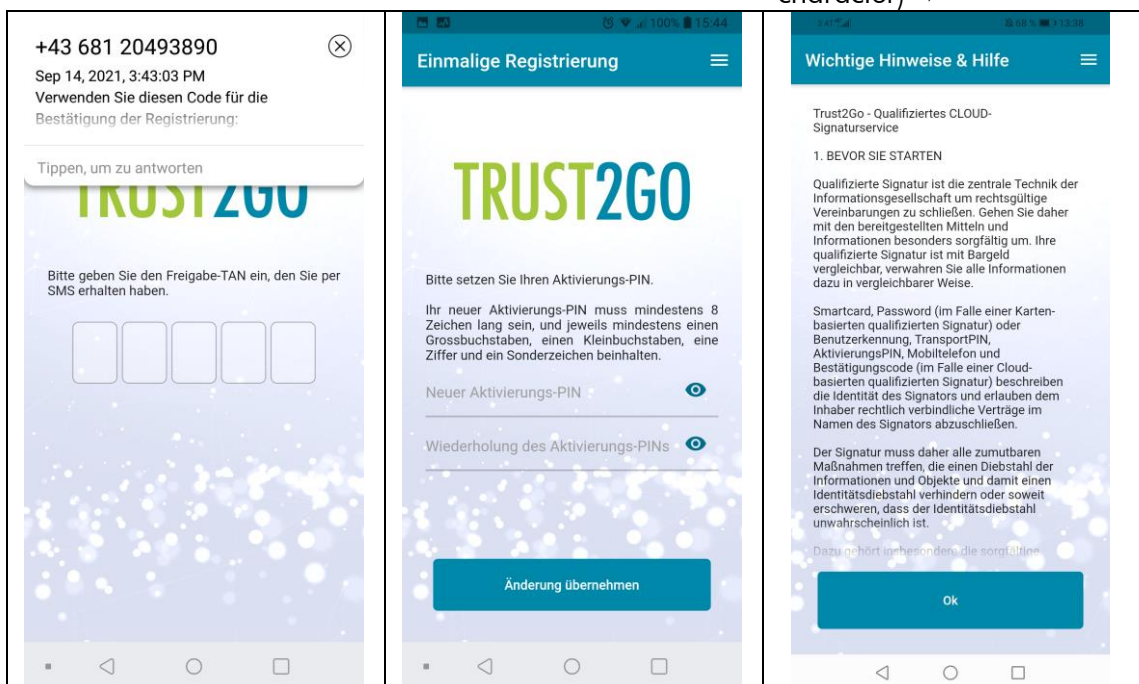 +43 681 20493890
Sep 14, 2021, 3:43:03 PM
Verwenden Sie diesen Code für die
Bestätigung der Registrierung:
Tippen, um zu antworten
TRUST2GO
Bitte geben Sie den Freigabe-TAN ein, den Sie per
SMS erhalten haben.
100% 15:44
Einmalige Registrierung
TRUST2GO
Bitte setzen Sie Ihren Aktivierungs-PIN.
Ihr neuer Aktivierungs-PIN muss mindestens 8
Zeichen lang sein, und jeweils mindestens einen
Grossbuchstaben, einen Kleinbuchstaben, eine
Ziffer und ein Sonderzeichen beinhalten.
Neuer Aktivierungs-PIN
Wiederholung des Aktivierungs-PINs
Änderung übernehmen
68 % 13:38
Wichtige Hinweise & Hilfe
Trust2Go - Qualifiziertes CLOUD-
Signaturservice
1. BEVOR SIE STARTEN
Qualifizierte Signatur ist die zentrale Technik der
Informationsgesellschaft um rechtsgültige
Vereinbarungen zu schließen. Gehen Sie daher
mit den bereitgestellten Mitteln und
Informationen besonders sorgfältig um. Ihre
qualifizierte Signatur ist mit Bargeld
vergleichbar, verwahren Sie alle Informationen
dazu in vergleichbarer Weise.
Smartcard, Password (im Falle einer Karten-
basierten qualifizierten Signatur) oder
Benutzerkennung, TransportPIN,
AktivierungsPIN, Mobiltelefon und
Bestätigungscode (im Falle einer Cloud-
basierten qualifizierten Signatur) beschreiben
die Identität des Signators und erlauben dem
Inhaber rechtlich verbindliche Verträge im
Namen des Signators abzuschließen.
Der Signatur muss daher alle zumutbaren
Maßnahmen treffen, die einen Diebstahl der
Informationen und Objekte und damit einen
Identitätsdiebstahl verhindern oder soweit
erschweren, dass der Identitätsdiebstahl
unwahrscheinlich ist.
Dazu gehört insbesondere die sorgfältige
Ok